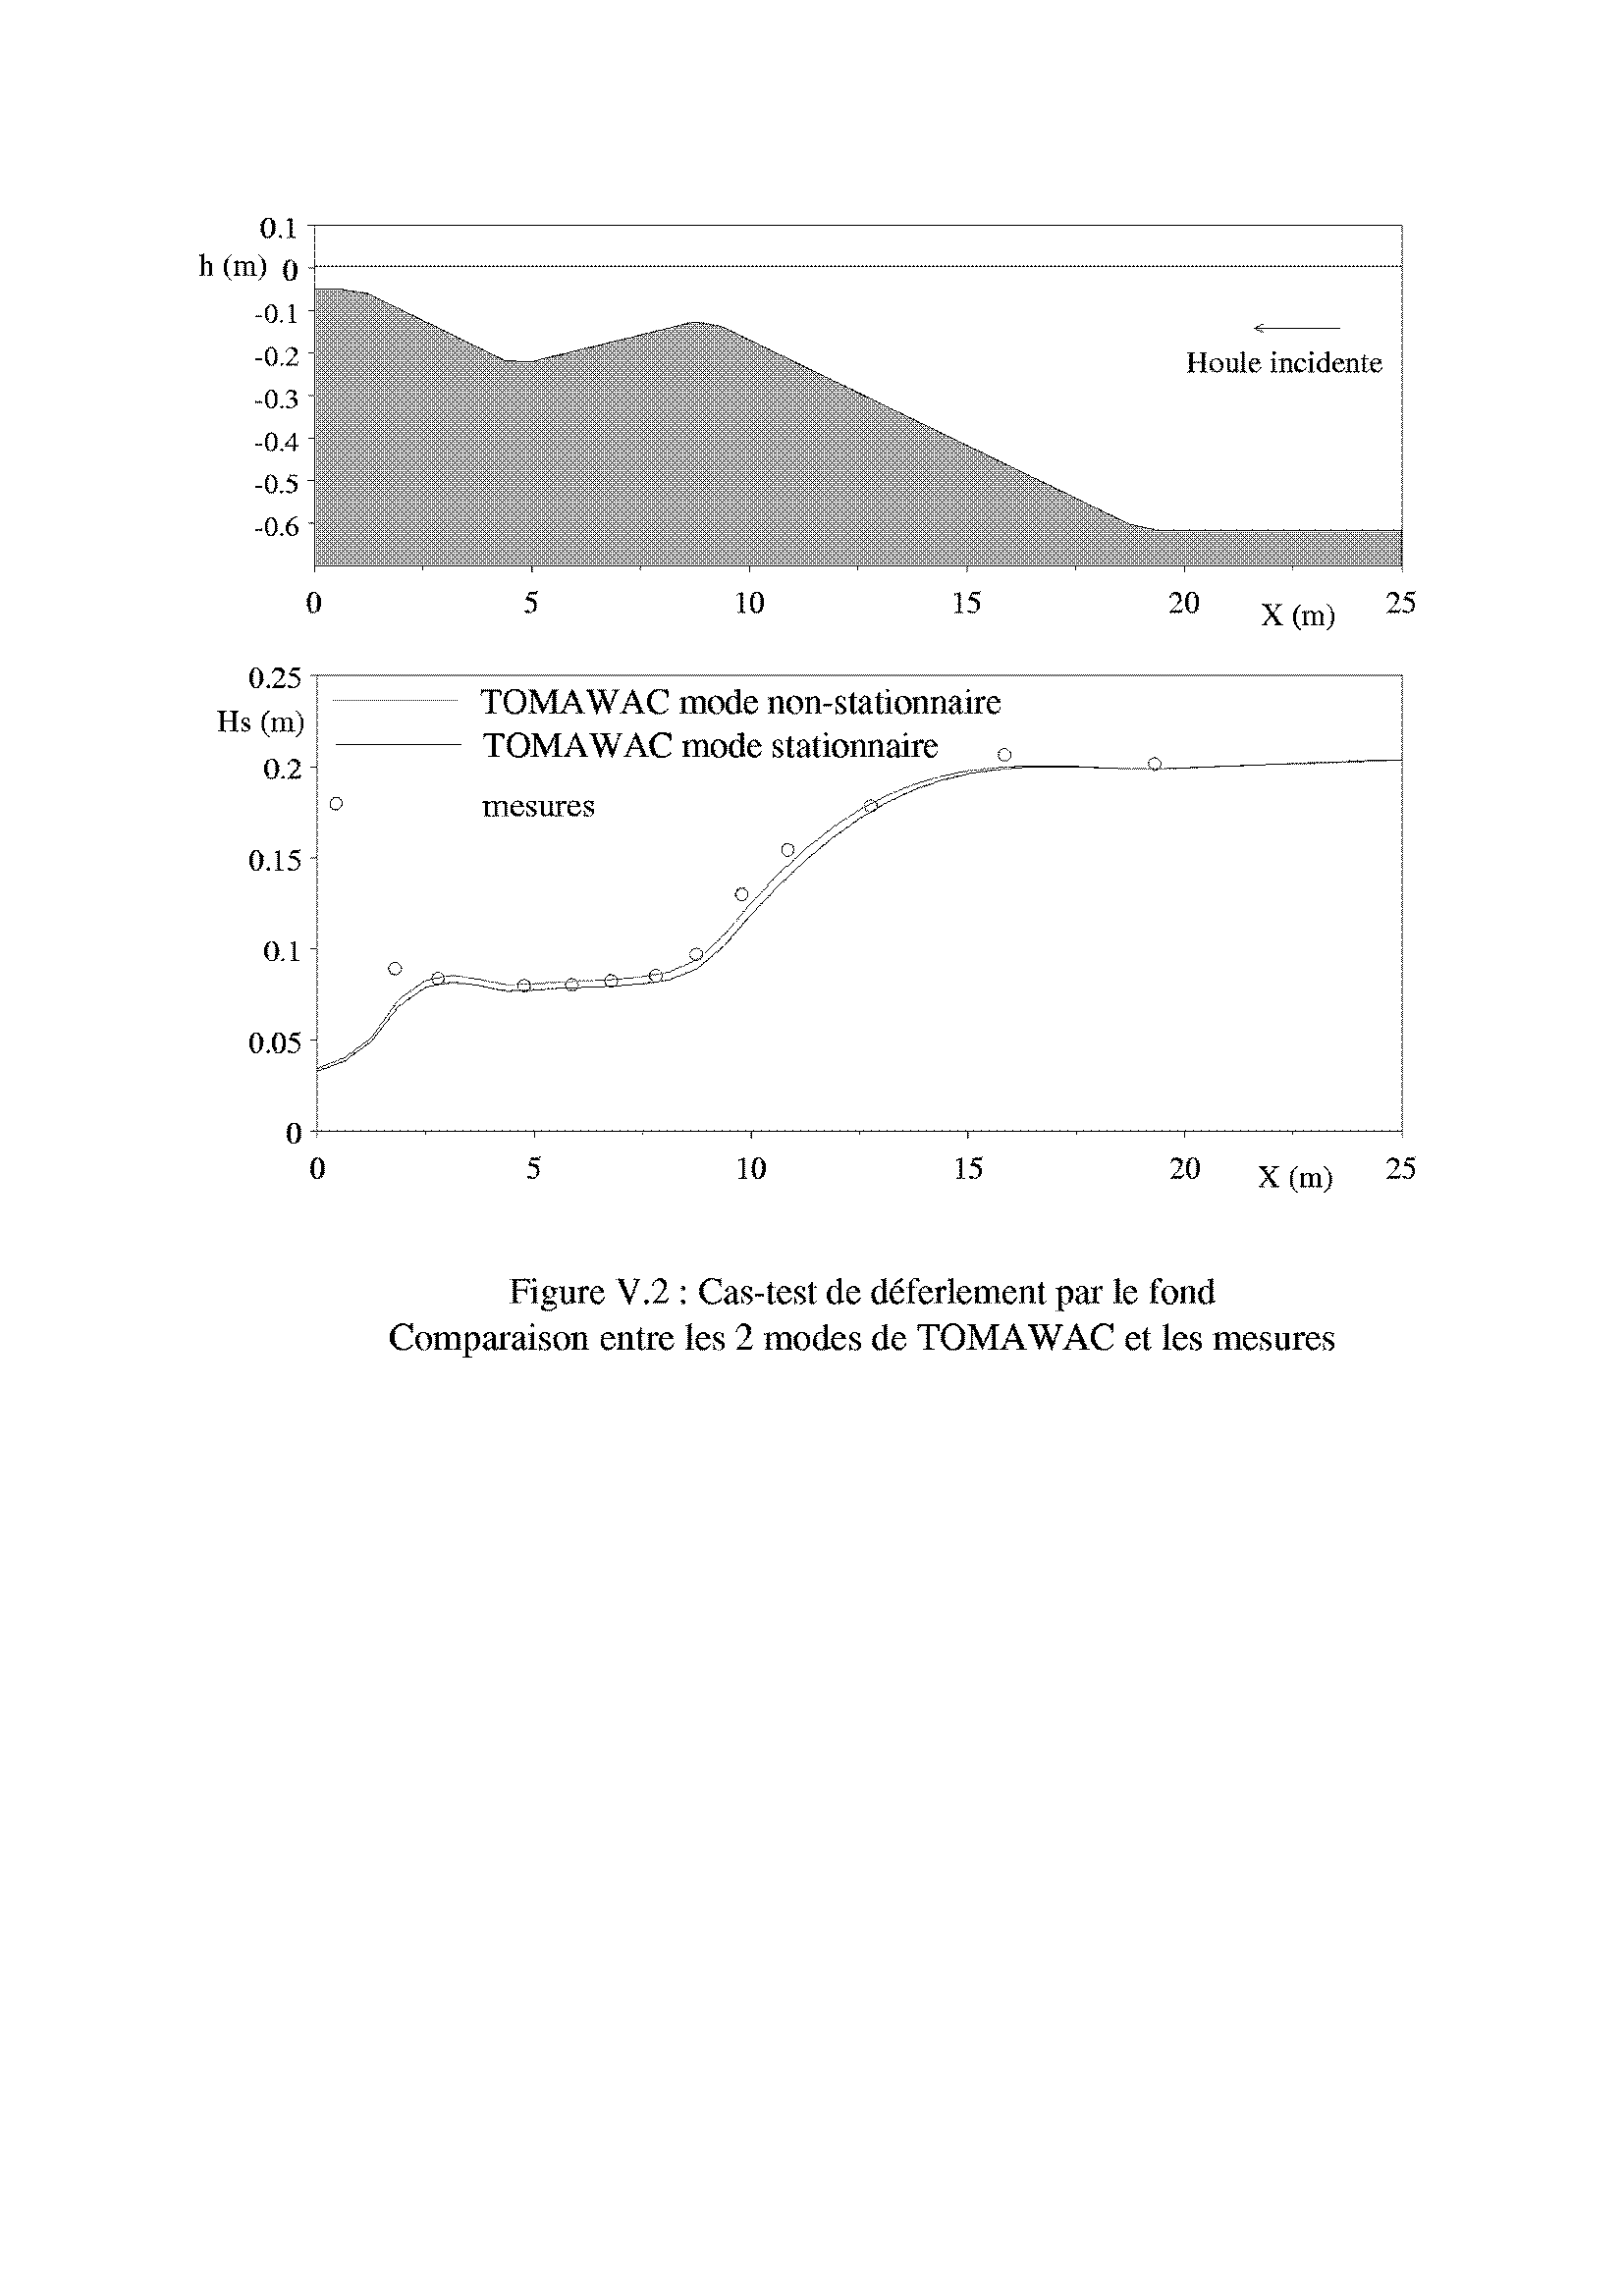 0.1
h (m) 0
-0.1
-0.2
-0.3
-0.4
-0.5
-0.6
Houle incidente
0 5 10 15 20 X (m) 25
0.25
Hs (m)
0.2
0.15
0.1
0.05
0
TOMAWAC mode non-stationnaire
TOMAWAC mode stationnaire
mesures
0 5 10 15 20 X (m) 25
Figure V.2 : Cas-test de déferlement par le fond
Comparaison entre les 2 modes de TOMAWAC et les mesures